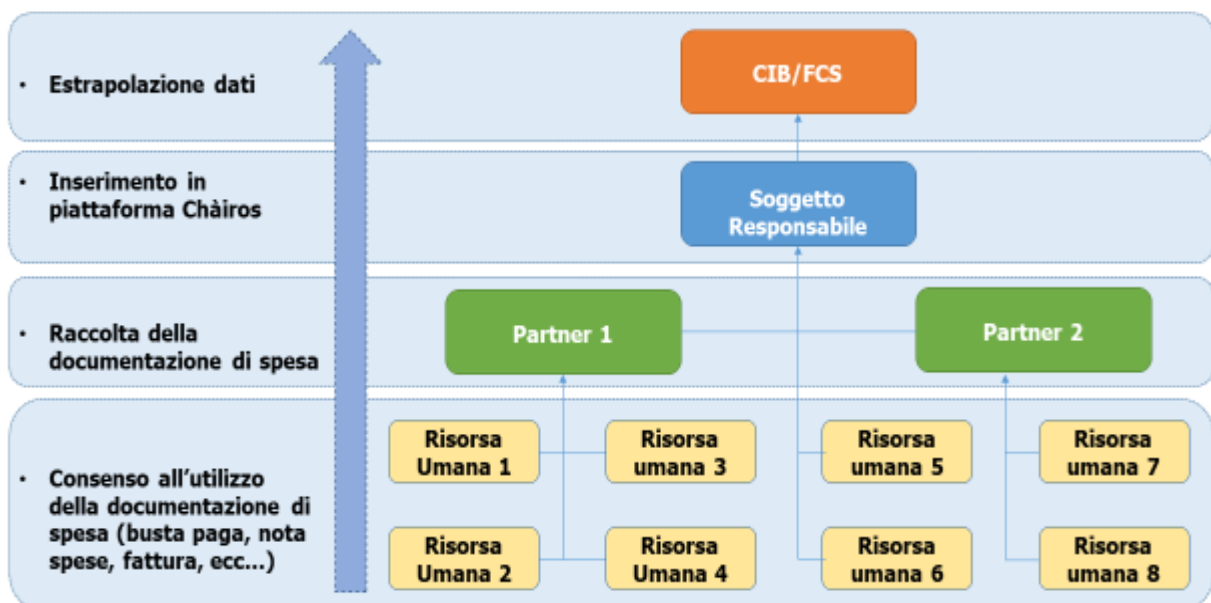 • Estrapolazione dati
CIB/FCS
• Inserimento in
piattaforma Chàiros
Soggetto
Responsabile
• Raccolta della
documentazione di spesa
Partner 1
Partner 2
• Consenso all'utilizzo
della documentazione di
spesa (busta paga, nota
spese, fattura, ecc...)
Risorsa
Umana 1
Risorsa
umana 3
Risorsa
umana 5
Risorsa
umana 7
Risorsa
Umana 2
Risorsa
Umana 4
Risorsa
umana 6
Risorsa
umana 8